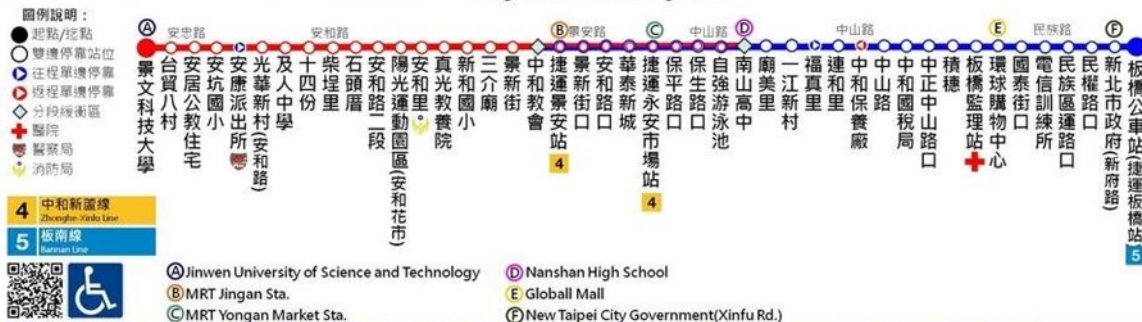 圖例說明：
起點/迄點
雙邊停靠站位
往程單邊停靠
返程單邊停靠
分段緩衝區
醫院
警察局
消防局
4 中和新蘆線
Zhonghe-Xinlu Line
5 板南線
Bannan Line
A B C D E F
安忠路 安和路 景安路 中山路 中山路 民族路
景文科技大學
台貿八村
安居公教住宅
安坑國小
安康派出所
光華新村(安和路)
及人中學
十四份
柴埕里
石頭厝
安和路二段
陽光運動園區(安和花市)
安和里
真光教養院
新和國小
三介廟
景新街
中和教會
捷運景安站
4
景新街口
安和路口
華泰新城
捷運永安市場站
4
保平路口
保生路口
自強游泳池
南山高中
廟美里
一江新村
福真里
連和里
中和保養廠
中山路
中和國稅局
中正中山路口
積穗
板橋監理站
環球購物中心
國泰街口
電信訓練所
民族區運路口
民權路口
新北市政府(新府路)
板橋公車站(捷運板橋站)
5
A Jinwen University of Science and Technology
B MRT Jingan Sta.
C MRT Yongan Market Sta.
D Nanshan High School
E Globall Mall
F New Taipei City Government(Xinfu Rd.)